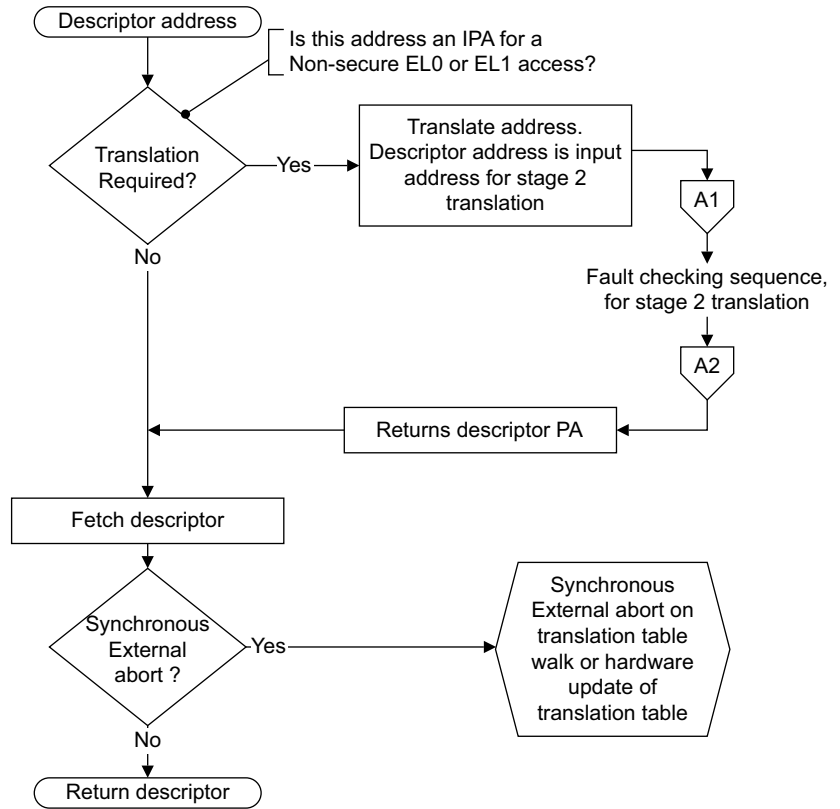 Descriptor address
Is this address an IPA for a
Non-secure EL0 or EL1 access?
Translation
Required?
Yes
Translate address.
Descriptor address is input
address for stage 2
translation
A1
No
Fault checking sequence,
for stage 2 translation
A2
Returns descriptor PA
Fetch descriptor
Synchronous
External
abort ?
Yes
Synchronous
External abort on
translation table
walk or hardware
update of
translation table
No
Return descriptor